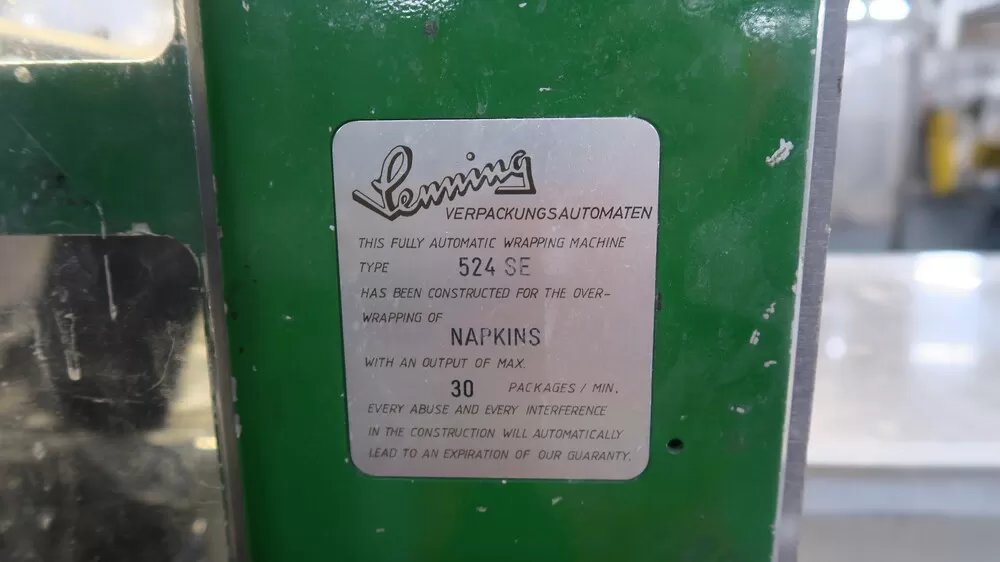 Senning
VERPACKUNGSAUTOMATEN
THIS FULLY AUTOMATIC WRAPPING MACHINE
TYPE 524 SE
HAS BEEN CONSTRUCTED FOR THE OVER-
WRAPPING OF
NAPKINS
WITH AN OUTPUT OF MAX.
30 PACKAGES / MIN.
EVERY ABUSE AND EVERY INTERFERENCE
IN THE CONSTRUCTION WILL AUTOMATICALLY
LEAD TO AN EXPIRATION OF OUR GUARANTY.